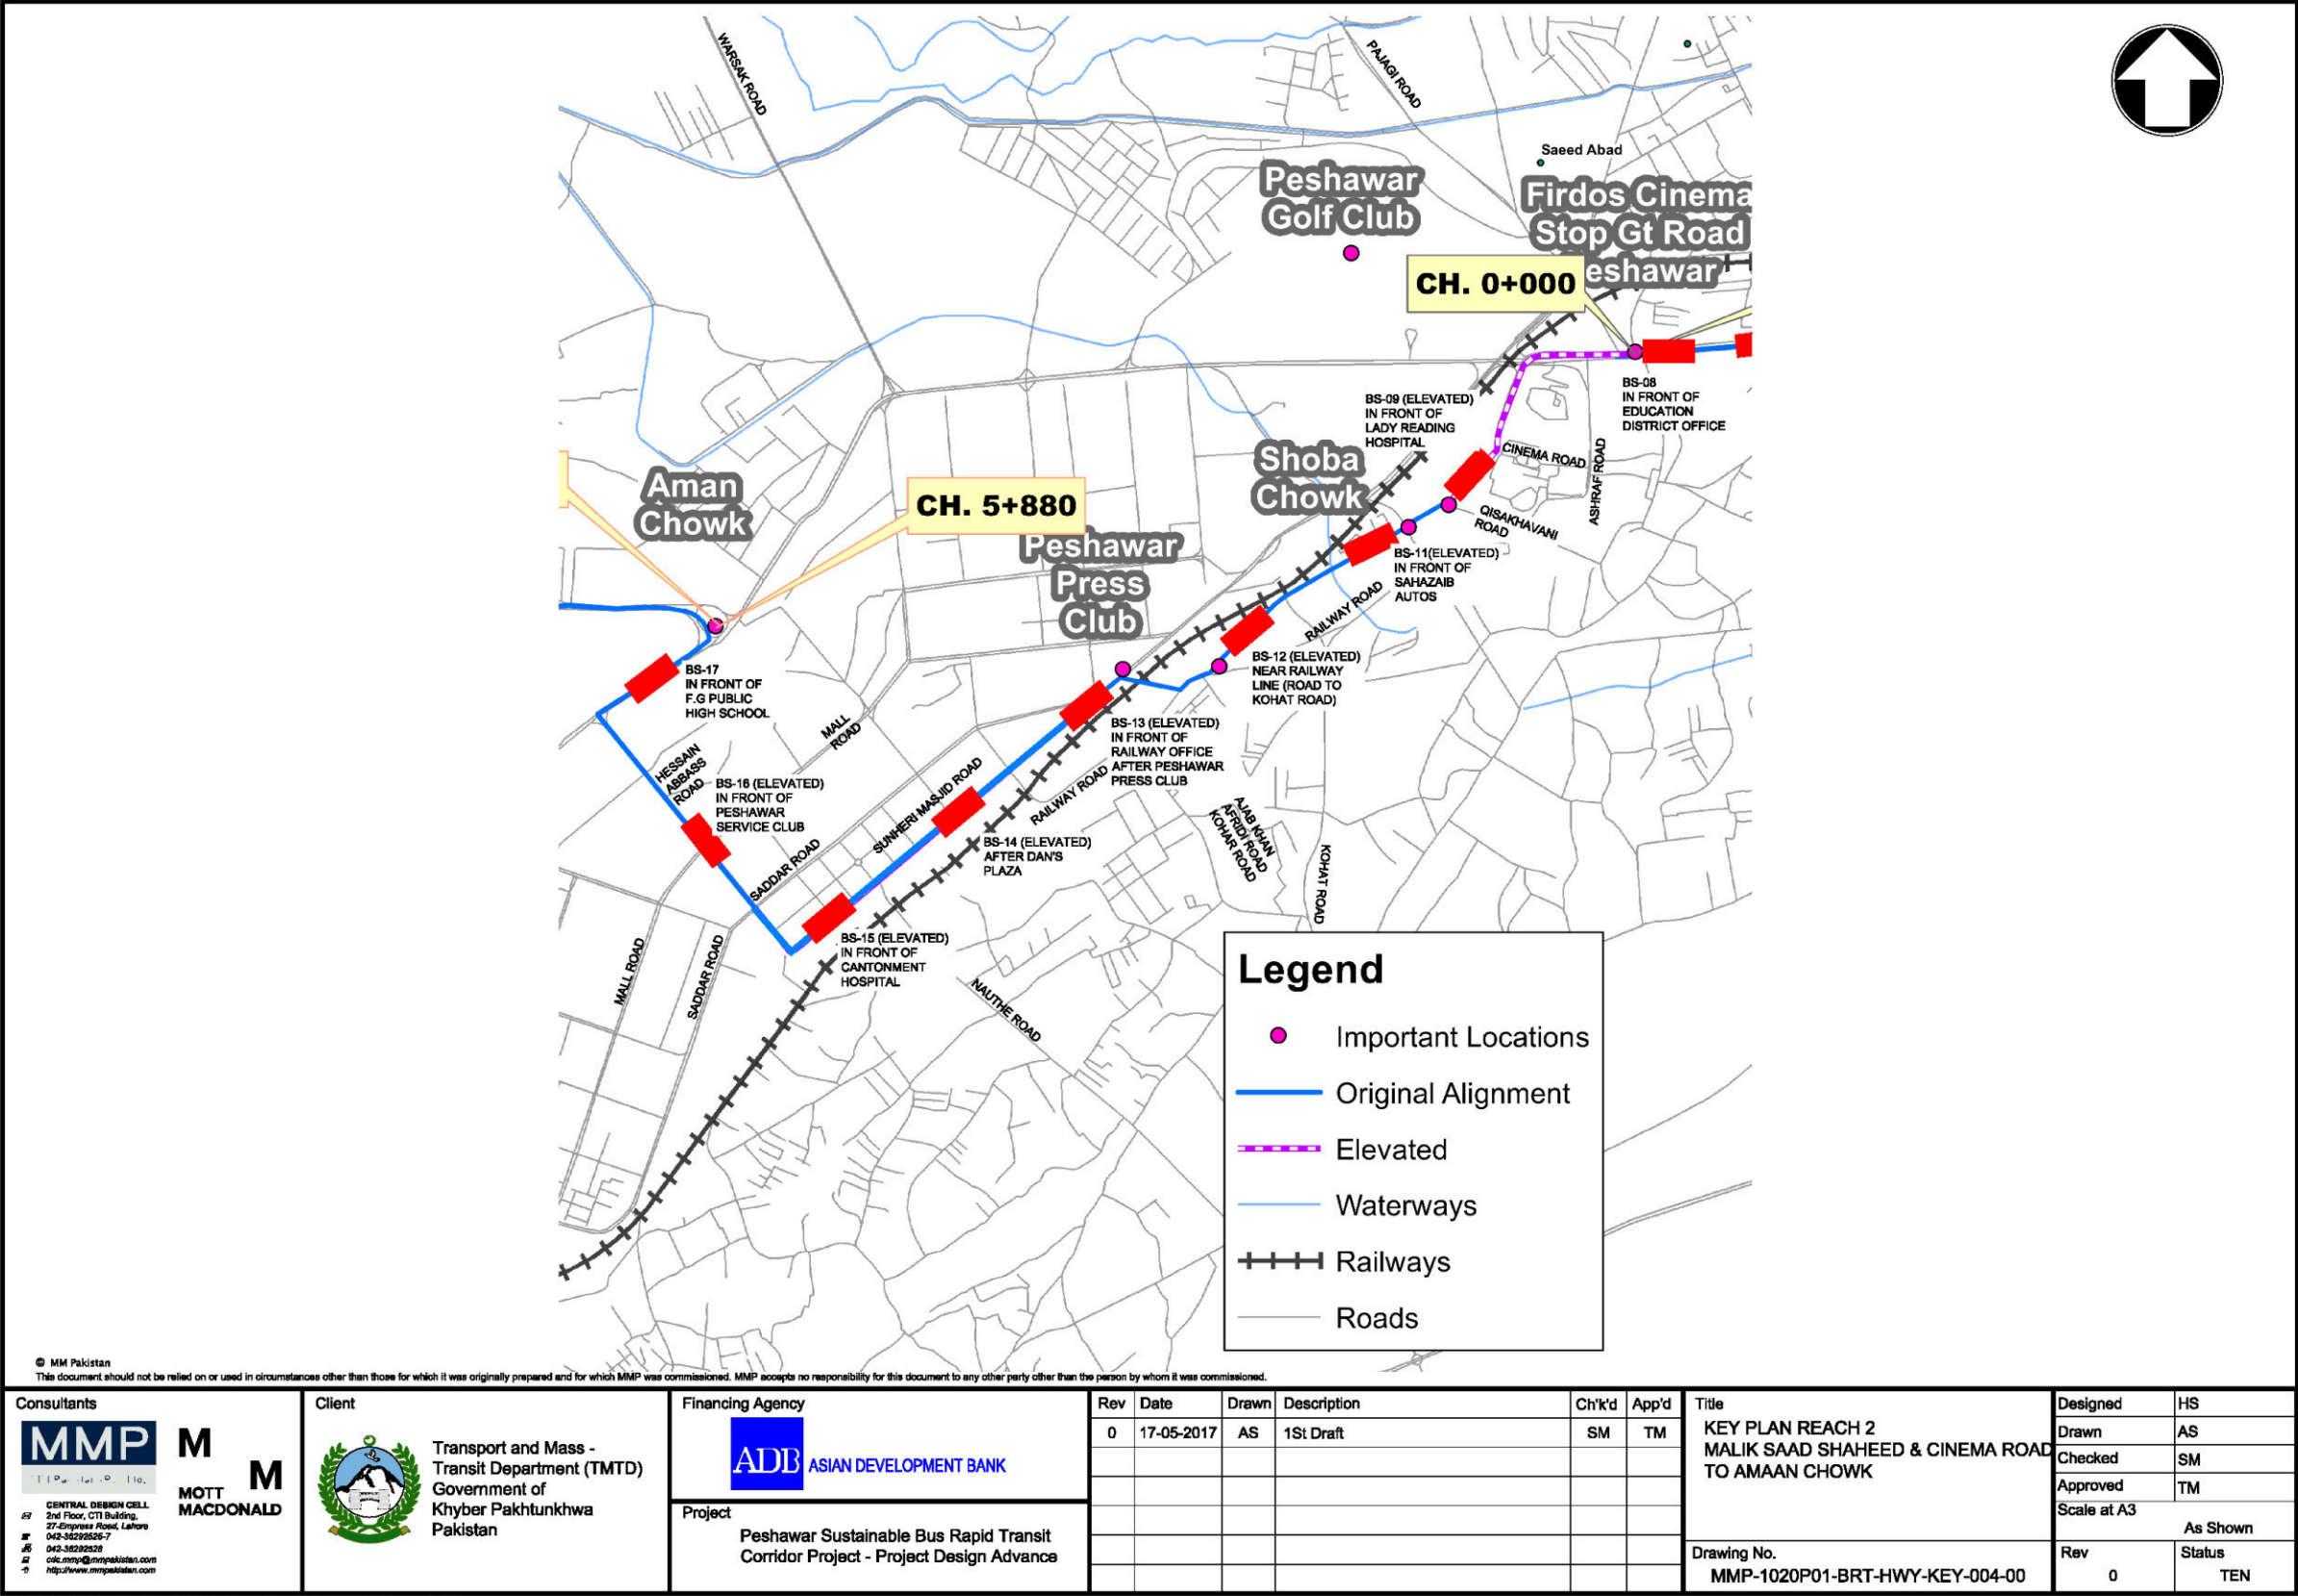 WARSAK ROAD
PAJAGI ROAD
Saeed Abad
Peshawar
Golf Club
Firdos Cinema
Stop Gt Road
eshawar
CH. 0+000
BS-08
IN FRONT OF
EDUCATION
DISTRICT OFFICE
BS-09 (ELEVATED)
IN FRONT OF
LADY READING
HOSPITAL
CINEMA ROAD
ASHRAF ROAD
QISAKHAVANI
ROAD
Shoba
Chowk
Aman
Chowk
CH. 5+880
Peshawar
Press
Club
BS-11(ELEVATED)
IN FRONT OF
SAHAZAIB
AUTOS
RAILWAY ROAD
BS-12 (ELEVATED)
NEAR RAILWAY
LINE (ROAD TO
KOHAT ROAD)
BS-17
IN FRONT OF
F.G PUBLIC
HIGH SCHOOL
MALL
ROAD
BS-13 (ELEVATED)
IN FRONT OF
RAILWAY OFFICE
AFTER PESHAWAR
PRESS CLUB
HESSAIN
ABBASS
ROAD
BS-16 (ELEVATED)
IN FRONT OF
PESHAWAR
SERVICE CLUB
SUNHERI MASJID ROAD
RAILWAY ROAD
SADDAR ROAD
BS-14 (ELEVATED)
AFTER DAN'S
PLAZA
AJAB KHAN
AFRIDI ROAD
KOHAR ROAD
KOHAT ROAD
BS-15 (ELEVATED)
IN FRONT OF
CANTONMENT
HOSPITAL
MALL ROAD
SADDAR ROAD
NAUTHE ROAD
Legend
Important Locations
Original Alignment
Elevated
Waterways
Railways
Roads
© MM Pakistan
This document should not be relied on or used in circumstances other than those for which it was originally prepared and for which MMP was commissioned. MMP accepts no responsibility for this document to any other party other than the person by whom it was commissioned.
Consultants
MMP
M
M
MOTT
MACDONALD
CENTRAL DESIGN CELL
2nd Floor, CTI Building,
27-Empress Road, Lahore
042-36292526-7
042-36292528
cdc.mmp@mmpakistan.com
http://www.mmpakistan.com
Client
Transport and Mass -
Transit Department (TMTD)
Government of
Khyber Pakhtunkhwa
Pakistan
Financing Agency
ADB ASIAN DEVELOPMENT BANK
Project
Peshawar Sustainable Bus Rapid Transit
Corridor Project - Project Design Advance
Rev Date Drawn Description Ch'k'd App'd
0 17-05-2017 AS 1St Draft SM TM
Title
KEY PLAN REACH 2
MALIK SAAD SHAHEED & CINEMA ROAD
TO AMAAN CHOWK
Drawing No.
MMP-1020P01-BRT-HWY-KEY-004-00
Designed HS
Drawn AS
Checked SM
Approved TM
Scale at A3
As Shown
Rev Status
0 TEN